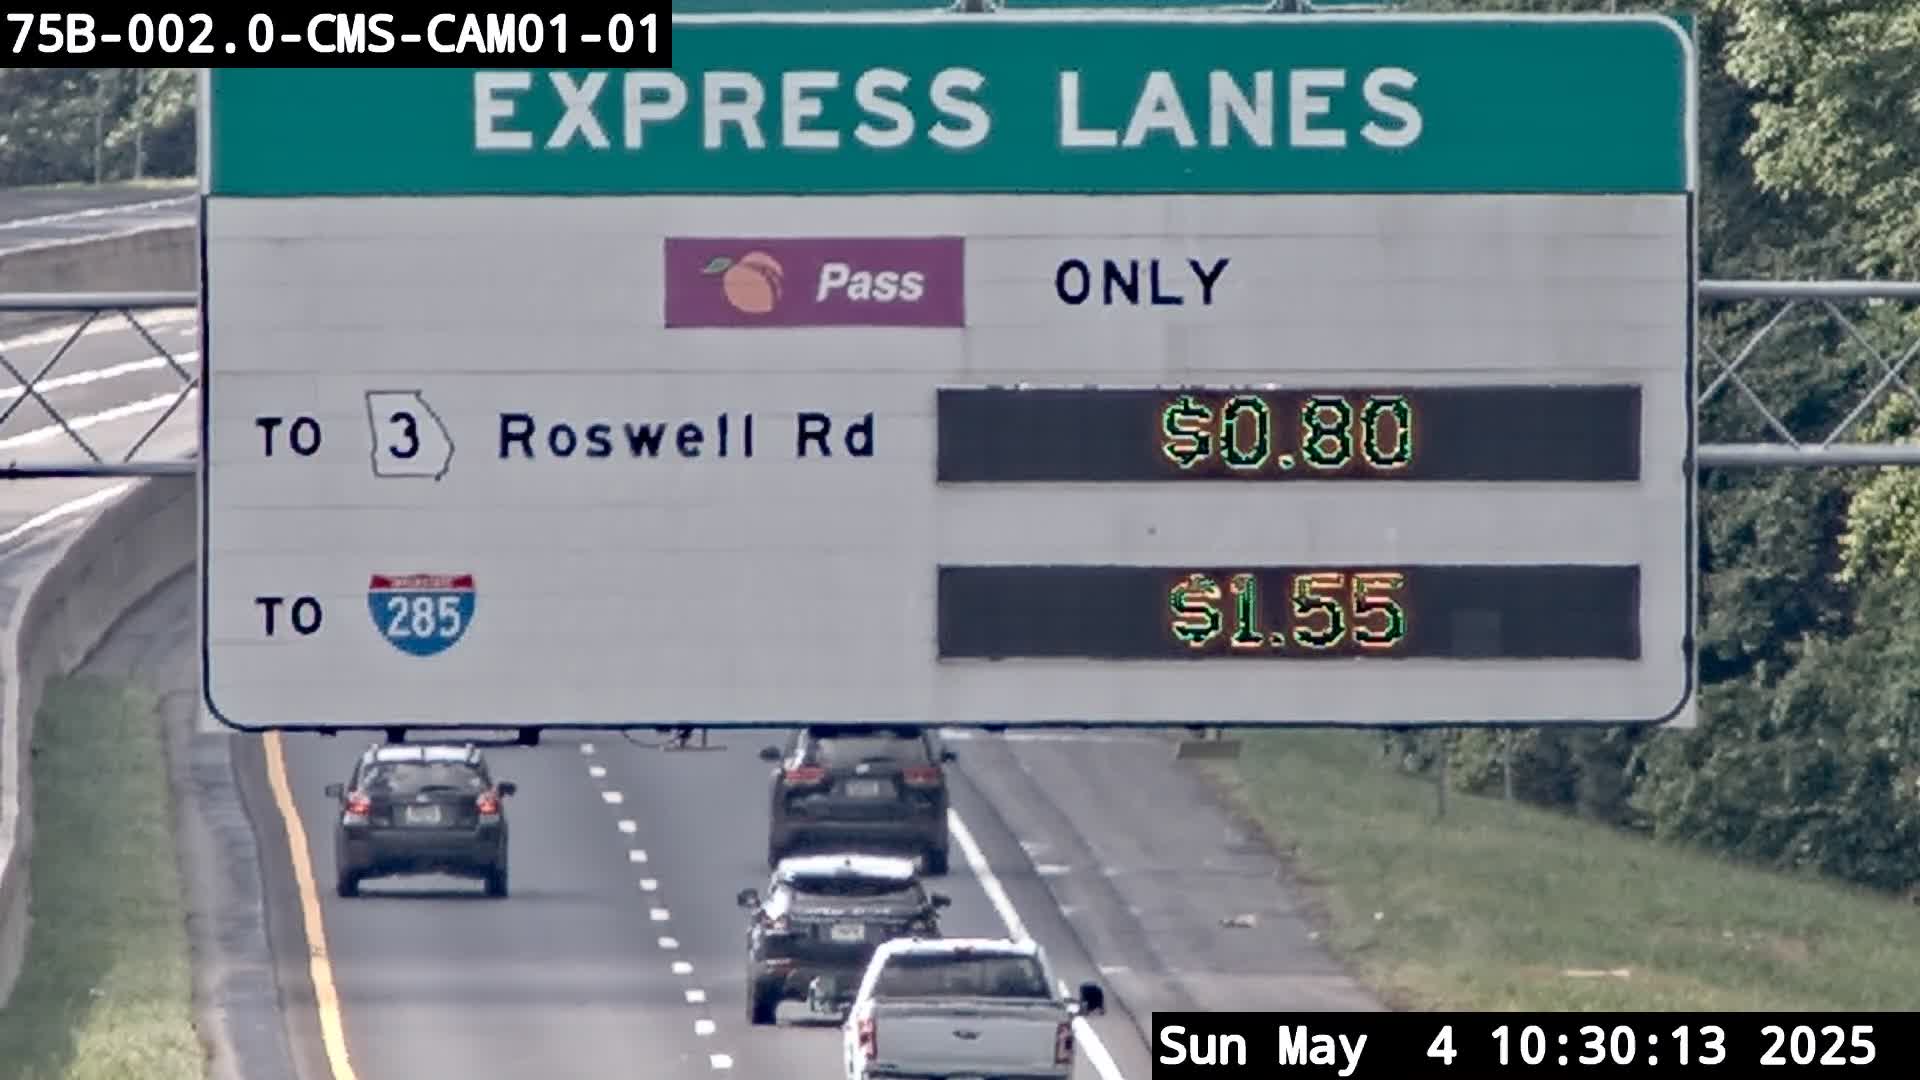 75B-002.0-CMS-CAM01-01
EXPRESS LANES
Pass ONLY
TO 3 Roswell Rd $0.80
TO INTERSTATE 285 $1.55
Sun May 4 10:30:13 2025